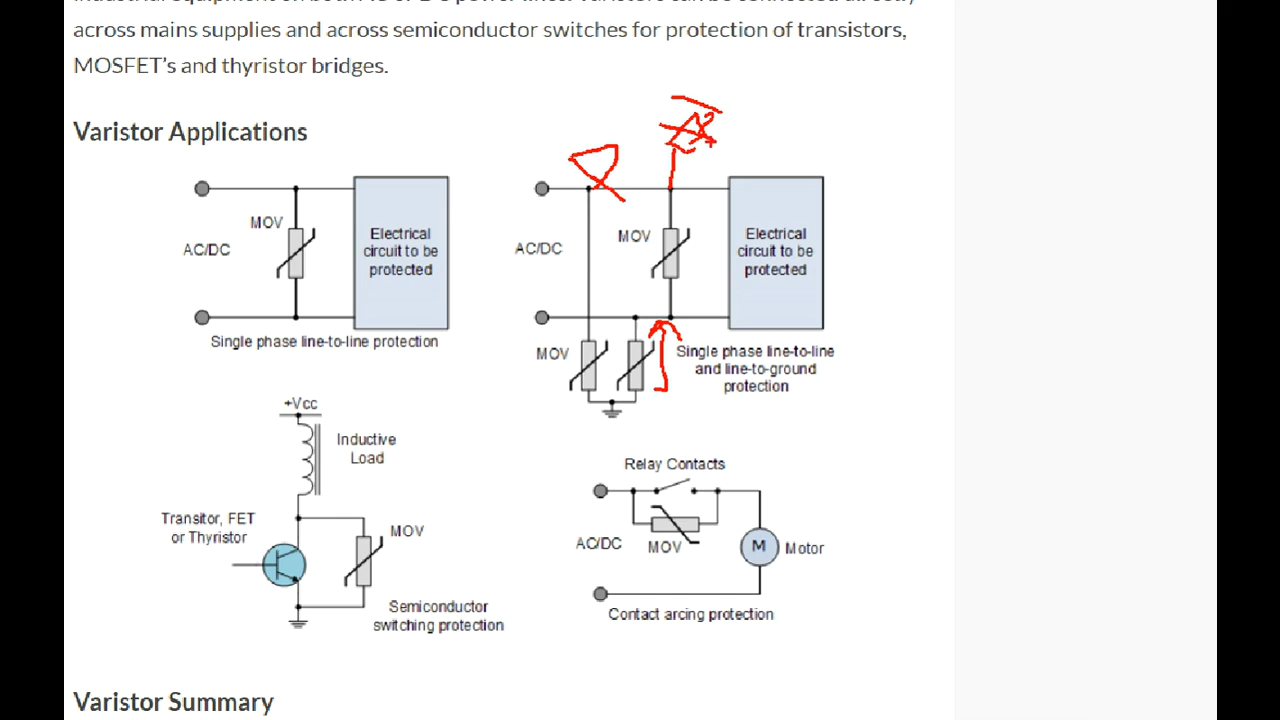 across mains supplies and across semiconductor switches for protection of transistors,
MOSFET's and thyristor bridges.
Varistor Applications
MOV
AC/DC
Electrical
circuit to be
protected
Single phase line-to-line protection
AC/DC
MOV
Electrical
circuit to be
protected
MOV
Single phase line-to-line
and line-to-ground
protection
+Vcc
Inductive
Load
Transitor, FET
or Thyristor
MOV
Semiconductor
switching protection
Relay Contacts
AC/DC
MOV
M
Motor
Contact arcing protection
Varistor Summary